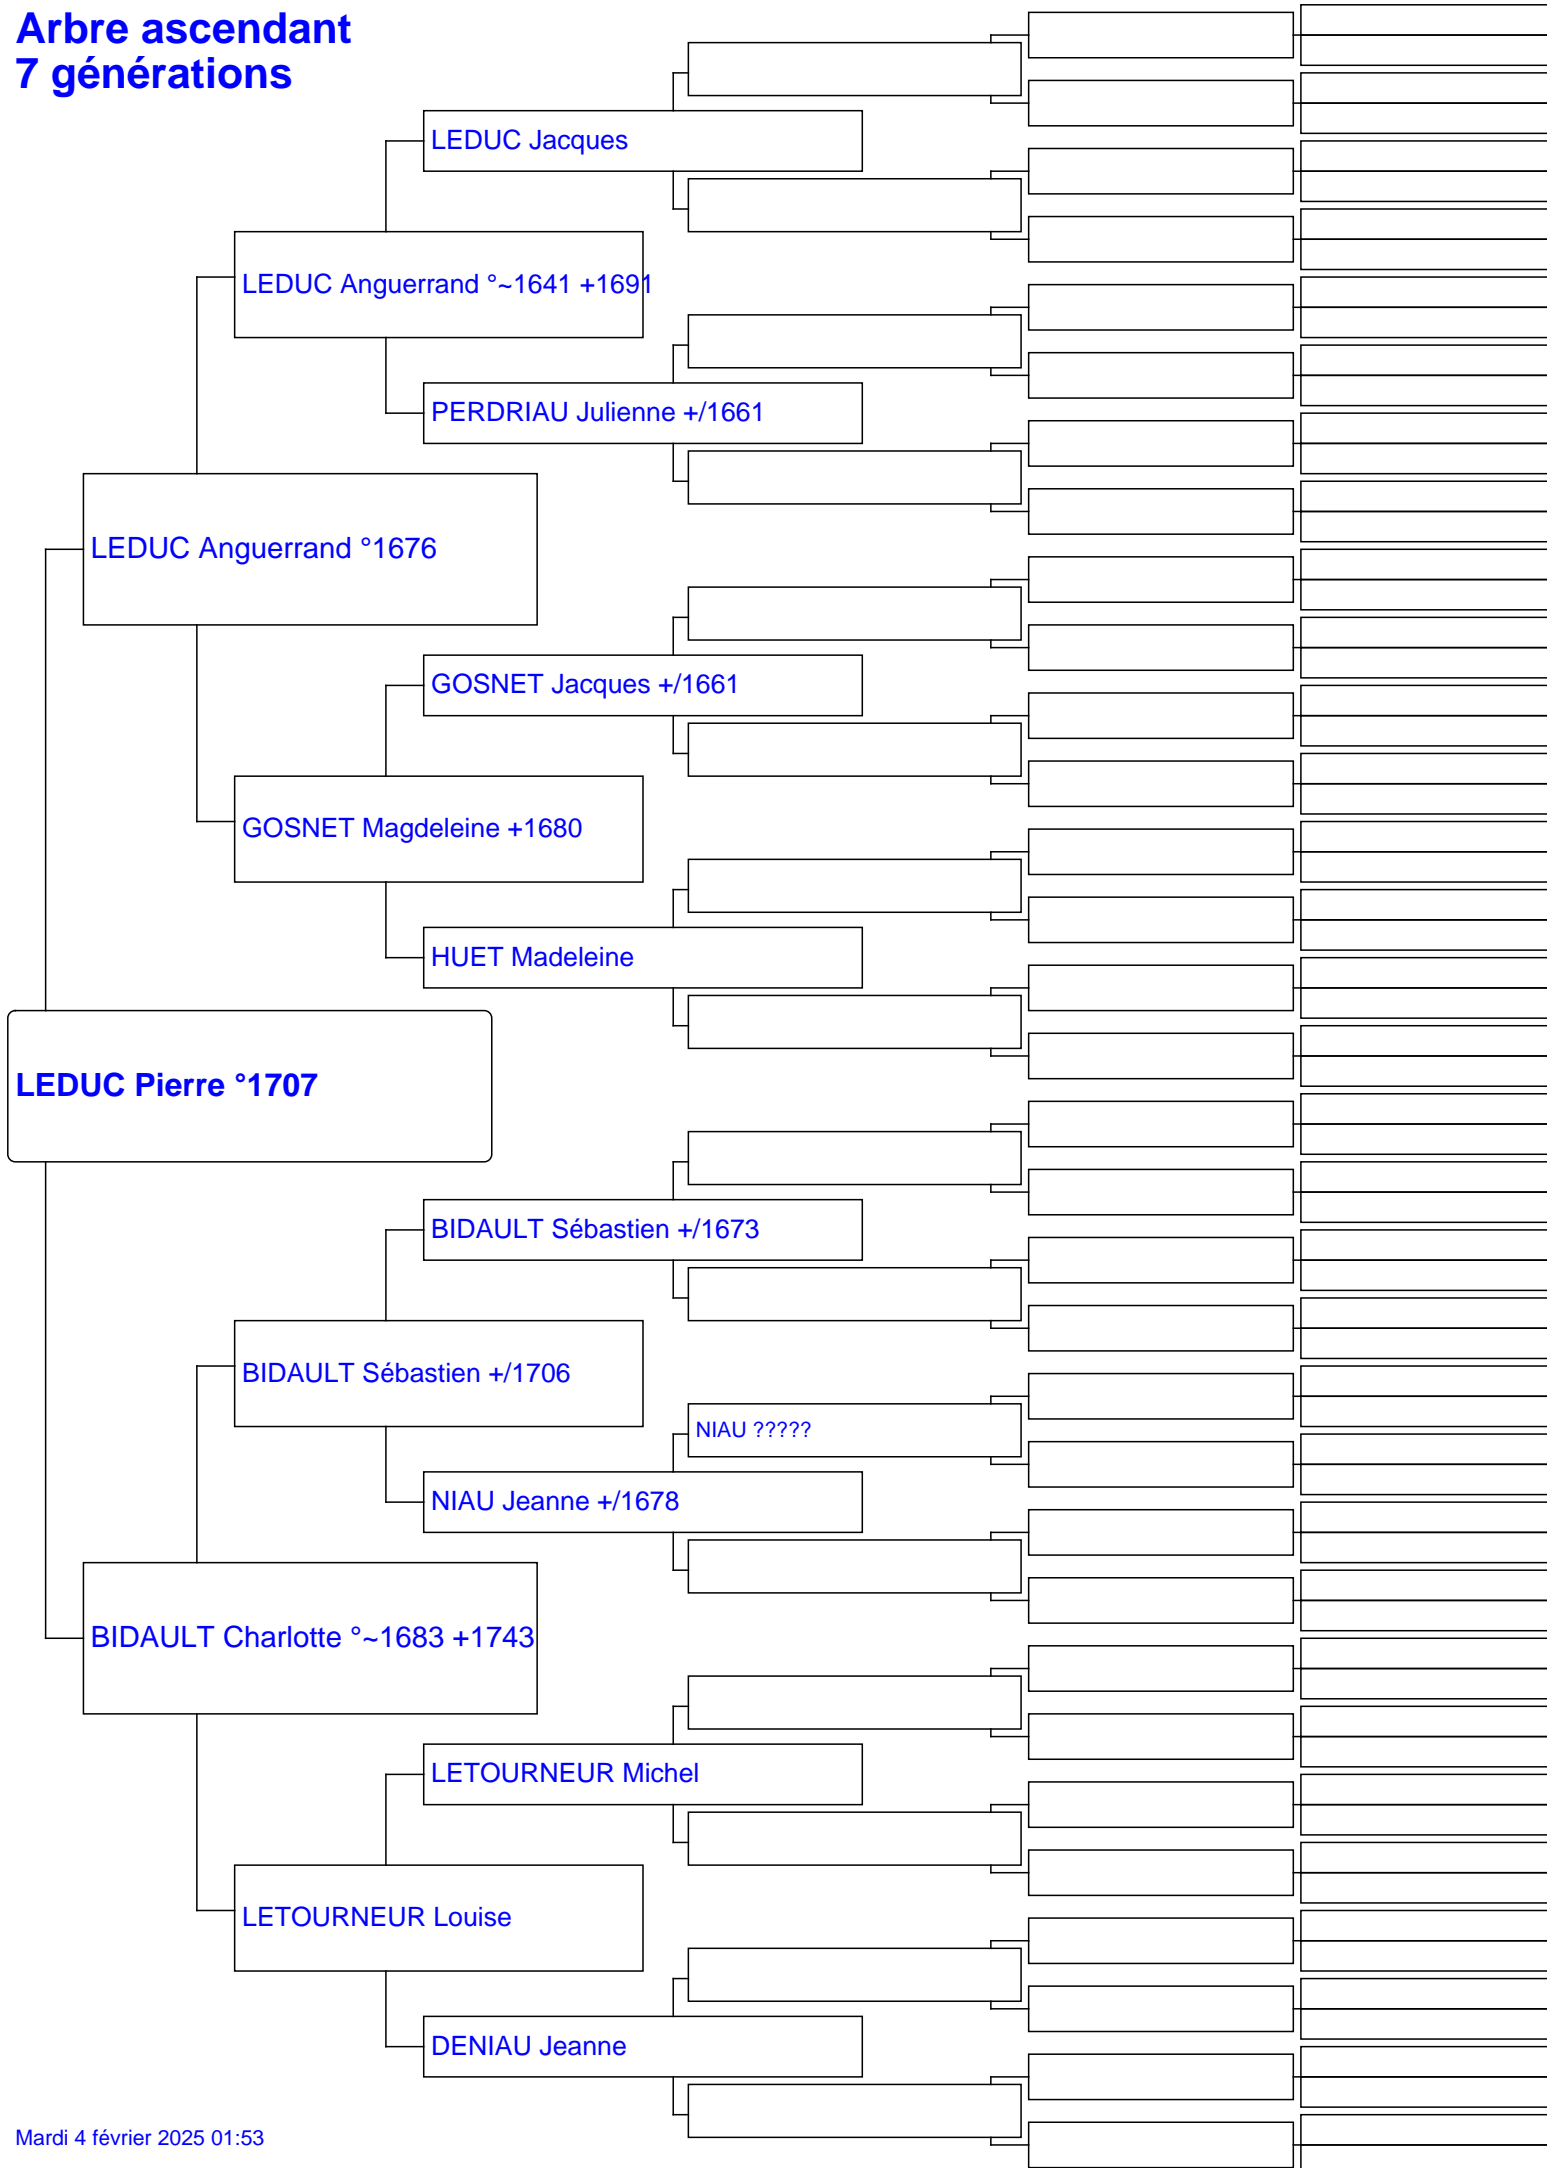 Arbre ascendant
7 générations
LEDUC Jacques
LEDUC Anguerrand °~1641 +1691
PERDRIAU Julienne +/1661
LEDUC Anguerrand °1676
GOSNET Jacques +/1661
GOSNET Magdeleine +1680
HUET Madeleine
LEDUC Pierre °1707
BIDAULT Sébastien +/1673
BIDAULT Sébastien +/1706
NIAU ?????
NIAU Jeanne +/1678
BIDAULT Charlotte °~1683 +1743
LETOURNEUR Michel
LETOURNEUR Louise
DENIAU Jeanne
Mardi 4 février 2025 01:53